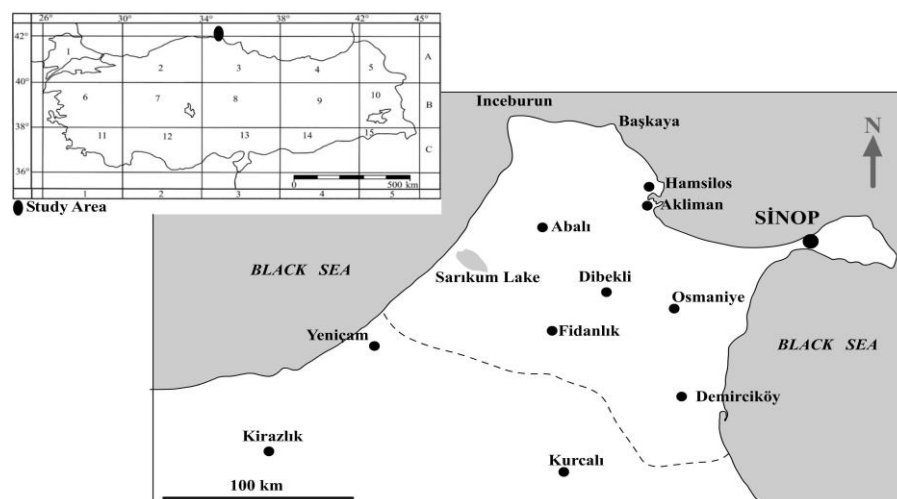 26° 30° 34° 38° 42° 45°
42°
40°
38°
36°
A
B
C
1
2
3
4
5
6
7
8
9
10
11
12
13
14
15
0 500 km
1 2 3 4 5
Study Area
Inceburun
Başkaya
N
Hamsilos
Akliman
SİNOP
Abalı
BLACK SEA
Sarıkum Lake
Dibekli
Osmaniye
Yeniçam
Fidanlık
BLACK SEA
Demirciköy
Kirazlık
Kurcalı
100 km